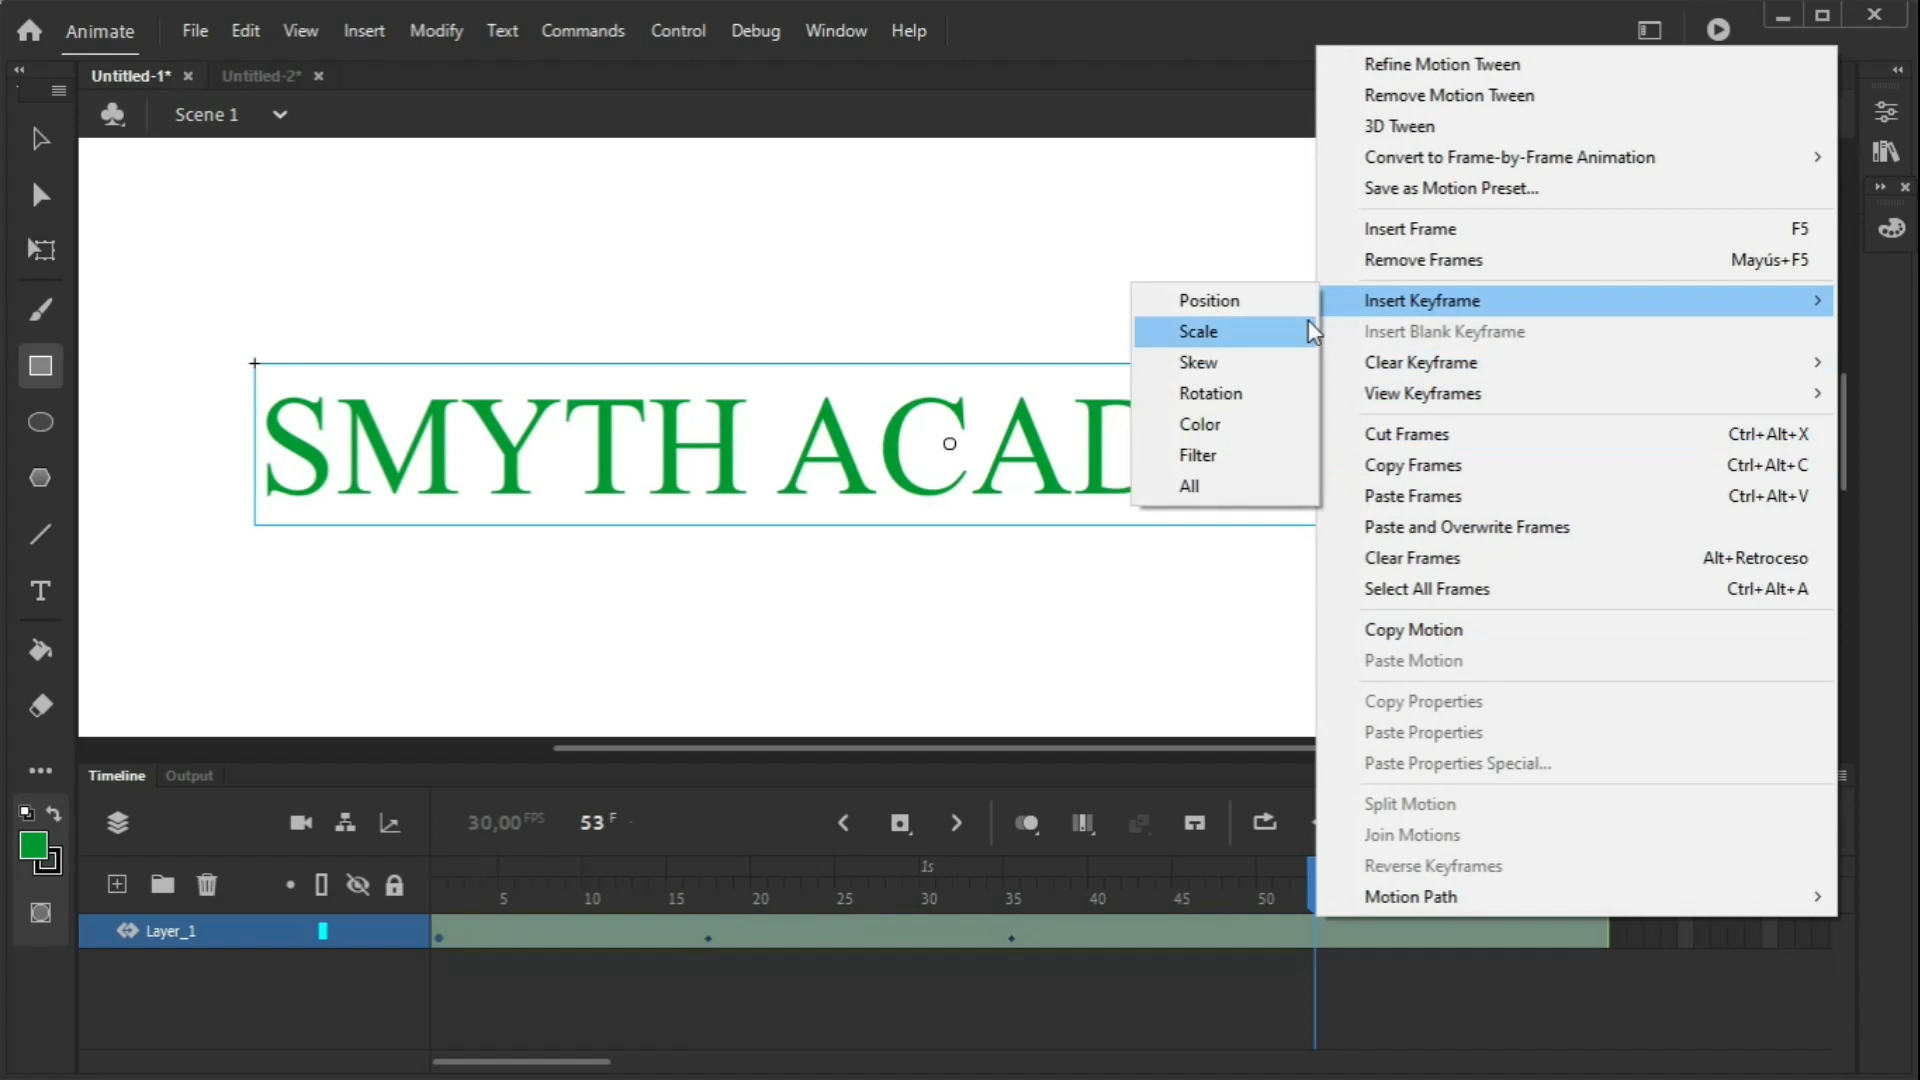 Animate File Edit View Insert Modify Text Commands Control Debug Window Help
Untitled-1* Untitled-2*
Scene 1
SMYTH ACAD
Refine Motion Tween
Remove Motion Tween
3D Tween
Convert to Frame-by-Frame Animation
Save as Motion Preset...
Insert Frame F5
Remove Frames Mayús+F5
Insert Keyframe
Insert Blank Keyframe
Clear Keyframe
View Keyframes
Cut Frames Ctrl+Alt+X
Copy Frames Ctrl+Alt+C
Paste Frames Ctrl+Alt+V
Paste and Overwrite Frames
Clear Frames Alt+Retroceso
Select All Frames Ctrl+Alt+A
Copy Motion
Paste Motion
Copy Properties
Paste Properties
Paste Properties Special...
Split Motion
Join Motions
Reverse Keyframes
Motion Path
Position
Scale
Skew
Rotation
Color
Filter
All
Timeline Output
30,00 FPS 53 F
1s
5 10 15 20 25 30 35 40 45 50
Layer_1